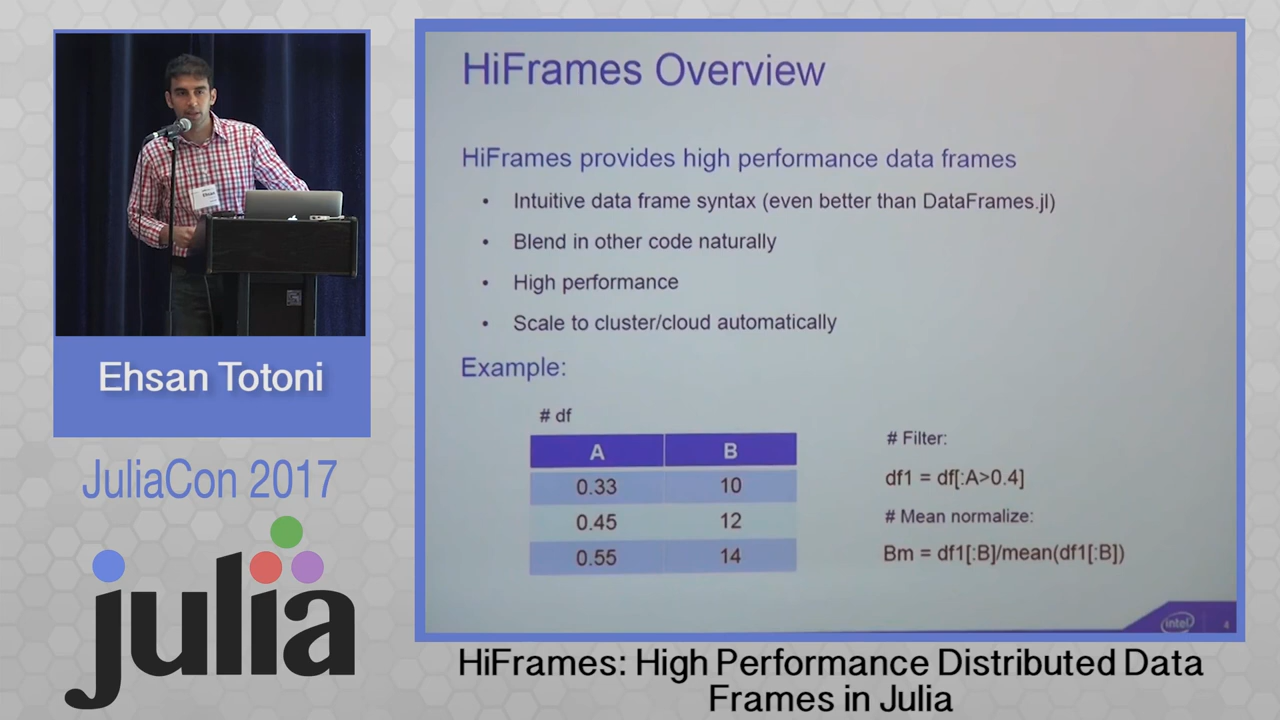 Ehsan
Ehsan Totoni
JuliaCon 2017
julia
HiFrames Overview
HiFrames provides high performance data frames
• Intuitive data frame syntax (even better than DataFrames.jl)
• Blend in other code naturally
• High performance
• Scale to cluster/cloud automatically
Example:
# df
A B
0.33 10
0.45 12
0.55 14
# Filter:
df1 = df[:A>0.4]
# Mean normalize:
Bm = df1[:B]/mean(df1[:B])
intel
4
HiFrames: High Performance Distributed Data
Frames in Julia